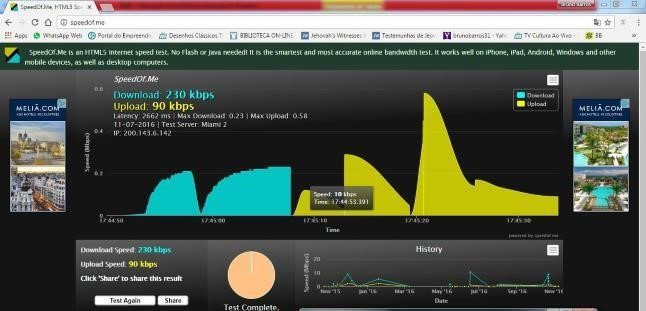 SpeedOf.Me, HTML5 Spee
Bruno Barros
speedof.me
Apps
WhatsApp Web
Portal do Empreende
Desenhos Clássicos T
BIBLIOTECA ON-LINE
Jehovah's Witnesses
Testemunhas de Jeov
brunobarros31 - Yaho
TV Cultura Ao Vivo - C
BB
SpeedOf.Me is an HTML5 Internet speed test. No Flash or Java needed! It is the smartest and most accurate online bandwidth test. It works well on iPhone, iPad, Android, Windows and other
mobile devices, as well as desktop computers.
SpeedOf.Me
Download: 230 kbps
Upload: 90 kbps
Latency: 2662 ms | Max Download: 0.23 | Max Upload: 0.58
11-07-2016 | Test Server: Miami 2
IP: 200.143.6.142
Download
Upload
MELIÁ.COM
MELIÁ.COM
0.6
0.4
0.2
0
Speed (Mbps)
Speed: 10 kbps
Time: 17:44:53.391
17:44:50
17:45:00
17:45:10
17:45:20
17:45:30
Time
powered by speedof.me
Download Speed: 230 kbps
Upload Speed: 90 kbps
Click 'Share' to share this result
Test Again
Share
Test Complete.
History
Speed (Mbps)
20
10
0
Nov '15
Jan '16
Mar '16
May '16
Jul '16
Sep '16
Nov '16
Date